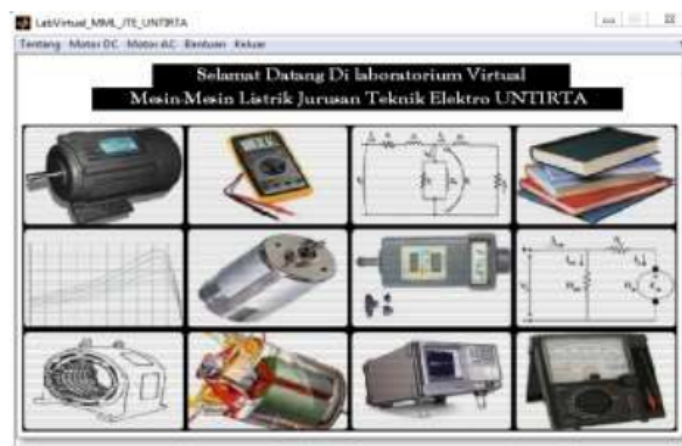 LabVirtual_MML_JTE_UNTIRTA
Tentang Motor DC Motor AC Bantuan Keluar
Selamat Datang Di laboratorium Virtual
Mesin-Mesin Listrik Jurusan Teknik Elektro UNTIRTA